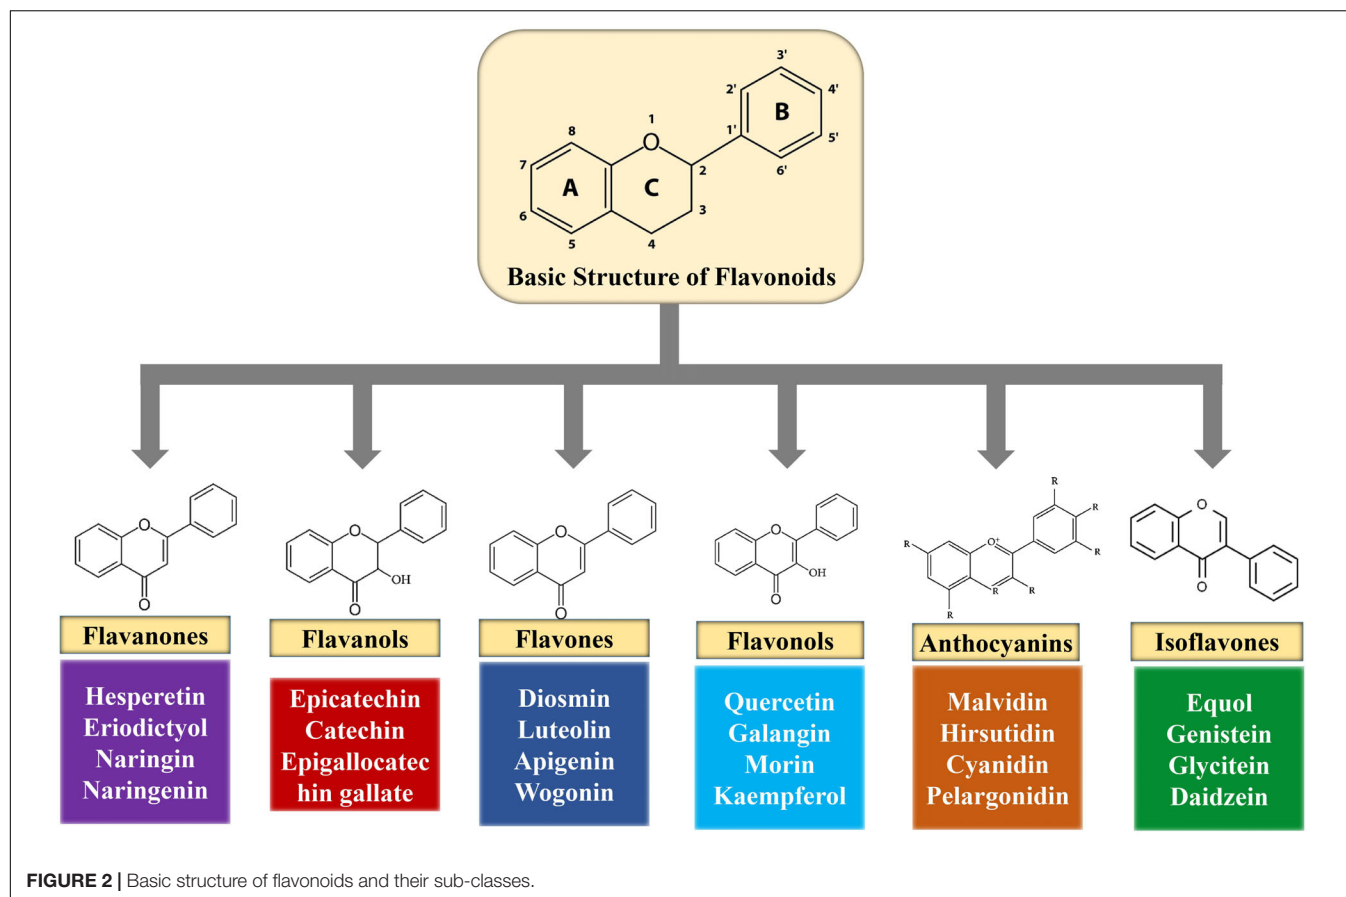 3'
2'
4'
B
1
8
O
1'
5'
7
2
6'
A
C
6
3
5
4
Basic Structure of Flavonoids
O
O
Flavanones
Hesperetin
Eriodictyol
Naringin
Naringenin
O
OH
O
Flavanols
Epicatechin
Catechin
Epigallocatec
hin gallate
O
O
Flavones
Diosmin
Luteolin
Apigenin
Wogonin
O
OH
O
Flavonols
Quercetin
Galangin
Morin
Kaempferol
R
R
R
O+
R
R
R
R
Anthocyanins
Malvidin
Hirsutidin
Cyanidin
Pelargonidin
O
O
Isoflavones
Equol
Genistein
Glycitein
Daidzein
FIGURE 2 | Basic structure of flavonoids and their sub-classes.